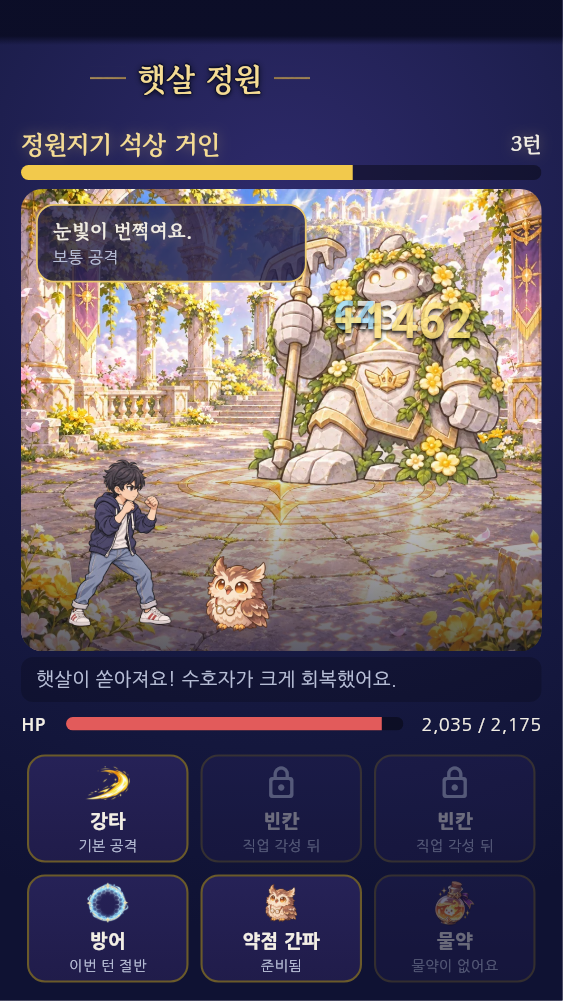 햇살 정원
정원지기 석상 거인
3턴
눈빛이 번쩍여요.
보통 공격
햇살이 쏟아져요! 수호자가 크게 회복했어요.
HP
2,035 / 2,175
강타
기본 공격
빈칸
직업 각성 뒤
빈칸
직업 각성 뒤
방어
이번 턴 절반
약점 간파
준비됨
물약
물약이 없어요